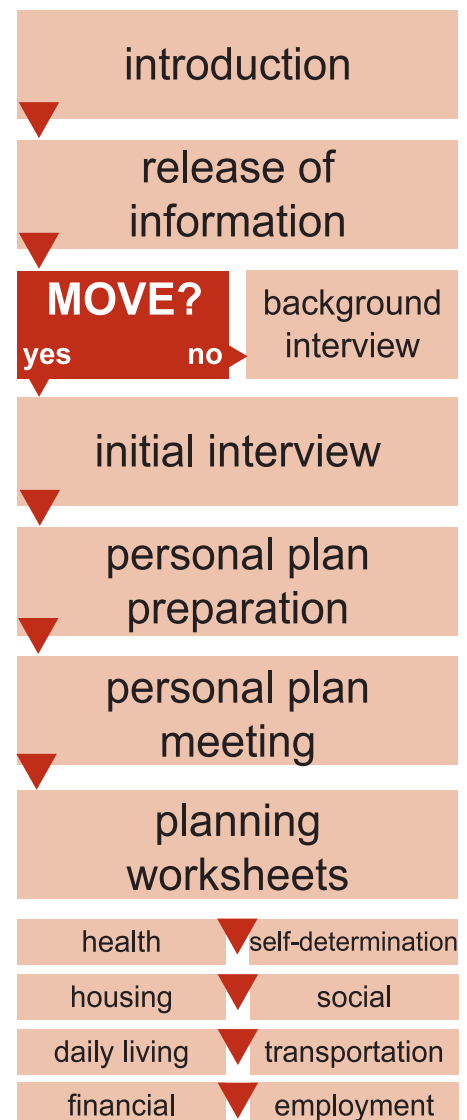 introduction
release of
information
MOVE?
yes no
background
interview
initial interview
personal plan
preparation
personal plan
meeting
planning
worksheets
health
self-determination
housing
social
daily living
transportation
financial
employment